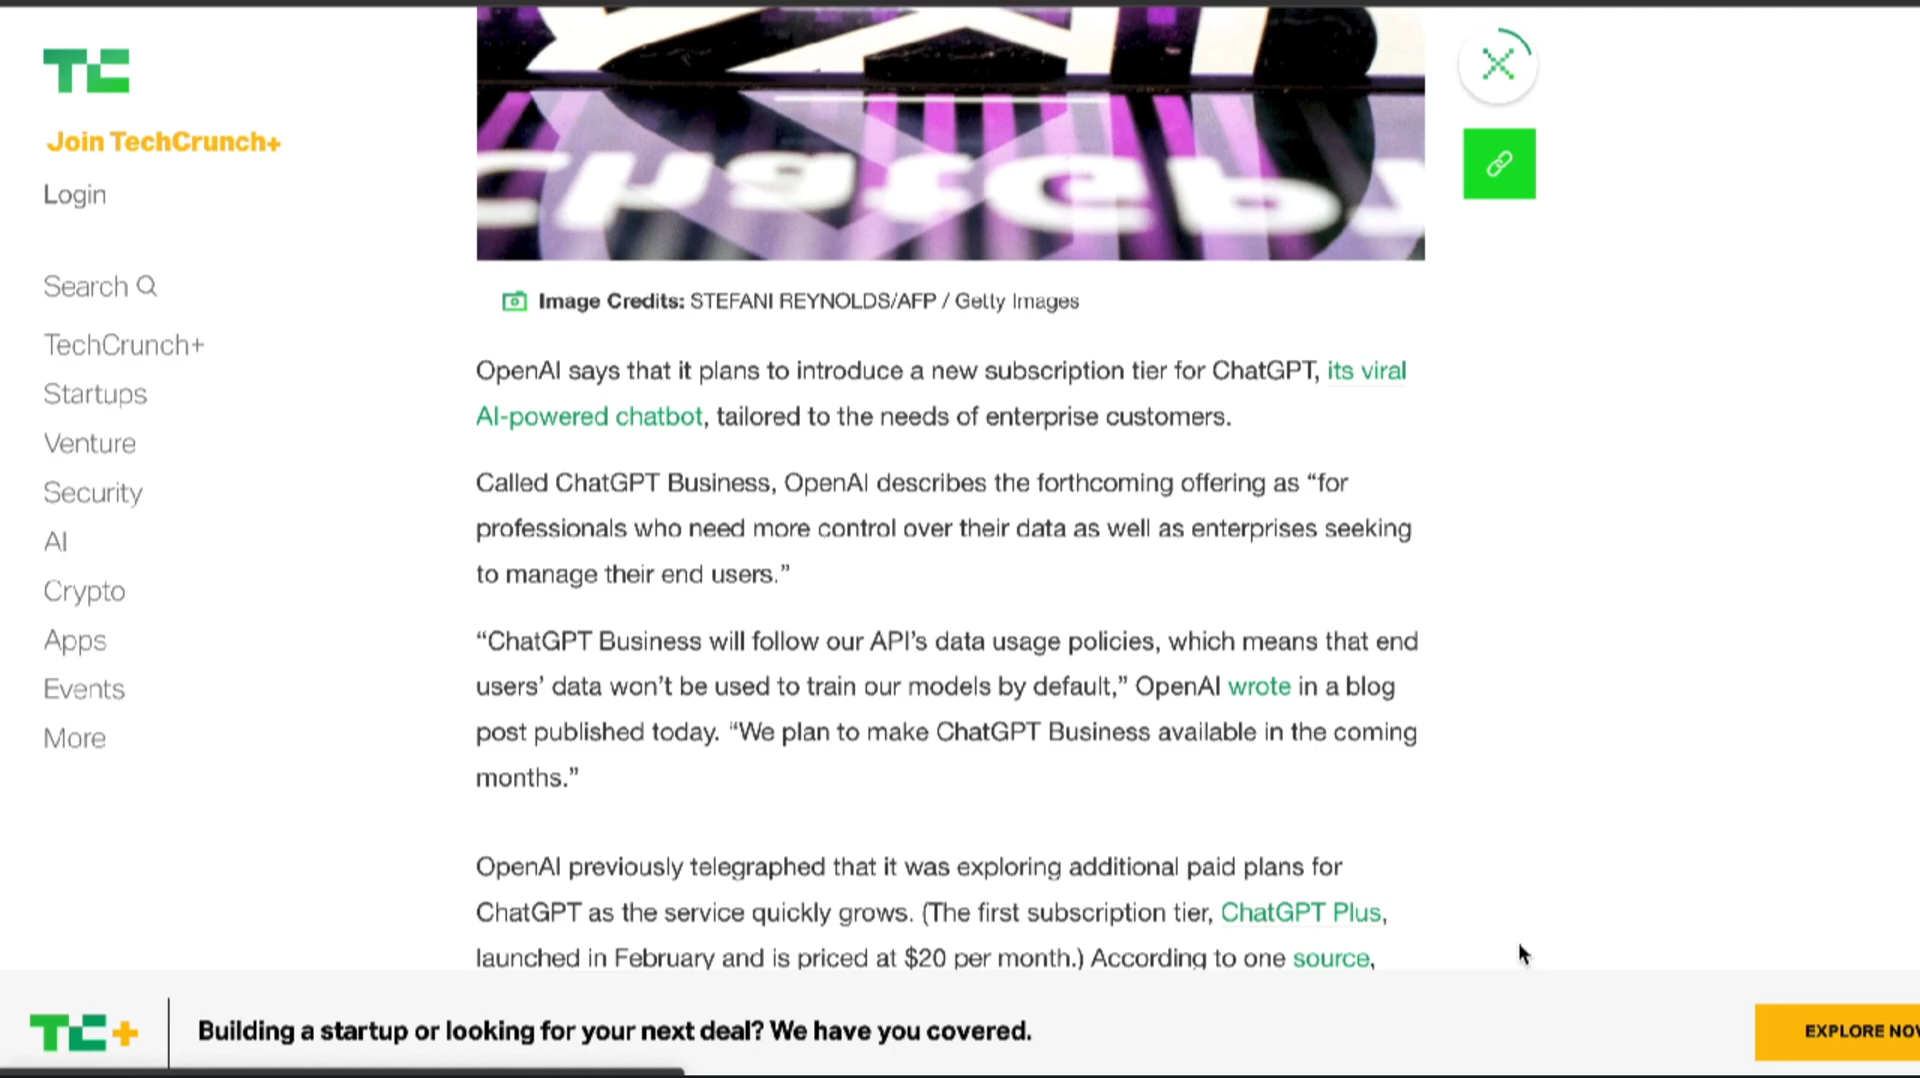 TC
Join TechCrunch+
Login
Search
TechCrunch+
Startups
Venture
Security
AI
Crypto
Apps
Events
More
Image Credits: STEFANI REYNOLDS/AFP / Getty Images
OpenAI says that it plans to introduce a new subscription tier for ChatGPT, its viral
AI-powered chatbot, tailored to the needs of enterprise customers.
Called ChatGPT Business, OpenAI describes the forthcoming offering as “for
professionals who need more control over their data as well as enterprises seeking
to manage their end users.”
“ChatGPT Business will follow our API’s data usage policies, which means that end
users’ data won’t be used to train our models by default,” OpenAI wrote in a blog
post published today. “We plan to make ChatGPT Business available in the coming
months.”
OpenAI previously telegraphed that it was exploring additional paid plans for
ChatGPT as the service quickly grows. (The first subscription tier, ChatGPT Plus,
launched in February and is priced at $20 per month.) According to one source,
TC+
Building a startup or looking for your next deal? We have you covered.
EXPLORE NOW